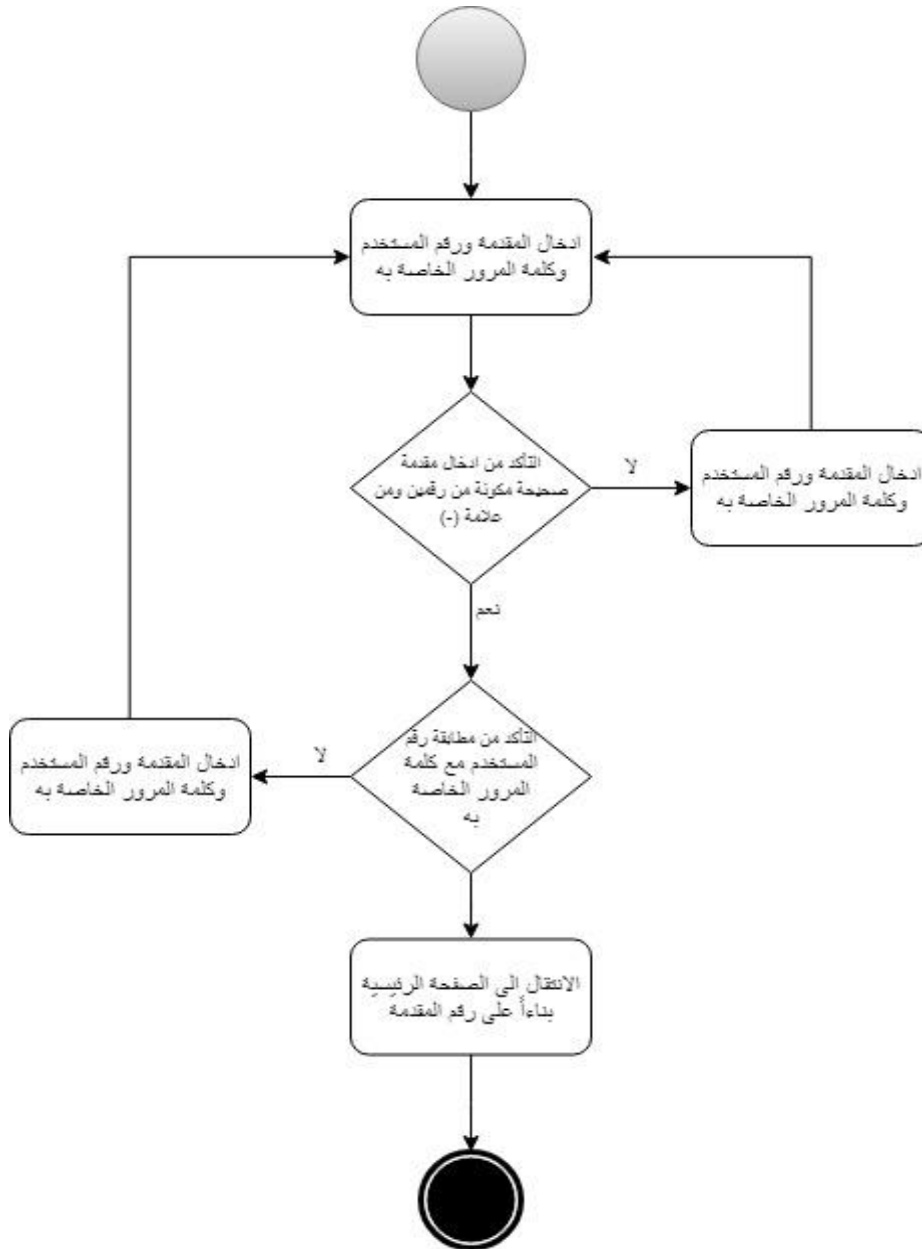 ادخال المقدمة ورقم المستخدم
وكلمة المرور الخاصة به
التأكد من ادخال مقدمة
صحيحة مكونة من رقمين ومن
علامة (-)
لا
ادخال المقدمة ورقم المستخدم
وكلمة المرور الخاصة به
نعم
التأكد من مطابقة رقم
المستخدم مع كلمة
المرور الخاصة
به
لا
ادخال المقدمة ورقم المستخدم
وكلمة المرور الخاصة به
الانتقال الى الصفحة الرئيسية
بناءاً على رقم المقدمة